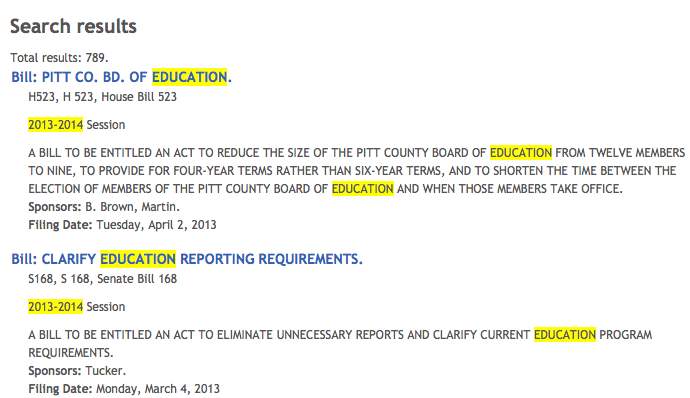 Search results
Total results: 789.
Bill: PITT CO. BD. OF EDUCATION.
H523, H 523, House Bill 523
2013-2014 Session
A BILL TO BE ENTITLED AN ACT TO REDUCE THE SIZE OF THE PITT COUNTY BOARD OF EDUCATION FROM TWELVE MEMBERS
TO NINE, TO PROVIDE FOR FOUR-YEAR TERMS RATHER THAN SIX-YEAR TERMS, AND TO SHORTEN THE TIME BETWEEN THE
ELECTION OF MEMBERS OF THE PITT COUNTY BOARD OF EDUCATION AND WHEN THOSE MEMBERS TAKE OFFICE.
Sponsors: B. Brown, Martin.
Filing Date: Tuesday, April 2, 2013
Bill: CLARIFY EDUCATION REPORTING REQUIREMENTS.
S168, S 168, Senate Bill 168
2013-2014 Session
A BILL TO BE ENTITLED AN ACT TO ELIMINATE UNNECESSARY REPORTS AND CLARIFY CURRENT EDUCATION PROGRAM
REQUIREMENTS.
Sponsors: Tucker.
Filing Date: Monday, March 4, 2013